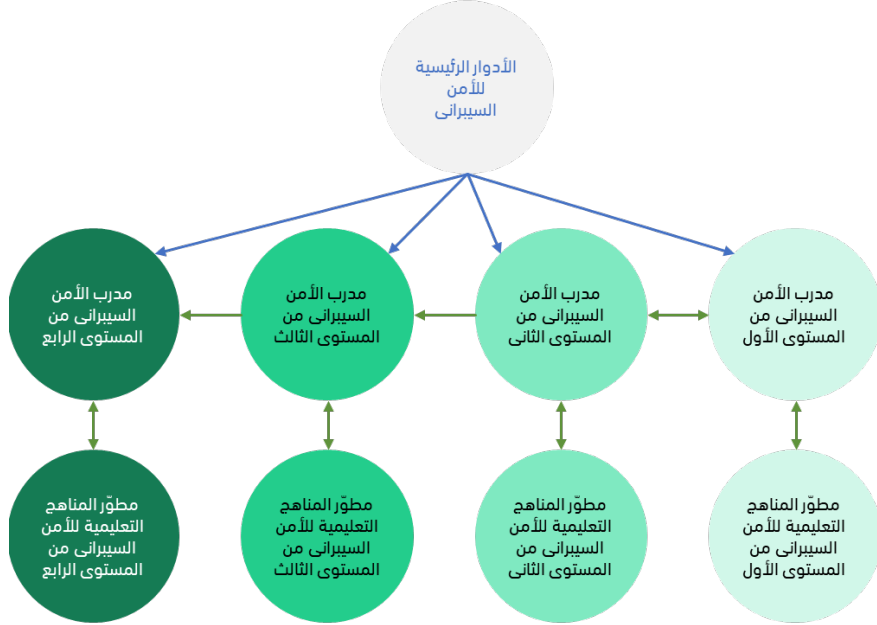 الأدوار الرئيسية
للأمن
السيبرانى
مدرب الأمن
السيبرانى من
المستوى الأول
مدرب الأمن
السيبرانى من
المستوى الثانى
مدرب الأمن
السيبرانى من
المستوى الثالث
مدرب الأمن
السيبرانى من
المستوى الرابع
مطوّر المناهج
التعليمية للأمن
السيبرانى من
المستوى الأول
مطوّر المناهج
التعليمية للأمن
السيبرانى من
المستوى الثانى
مطوّر المناهج
التعليمية للأمن
السيبرانى من
المستوى الثالث
مطوّر المناهج
التعليمية للأمن
السيبرانى من
المستوى الرابع